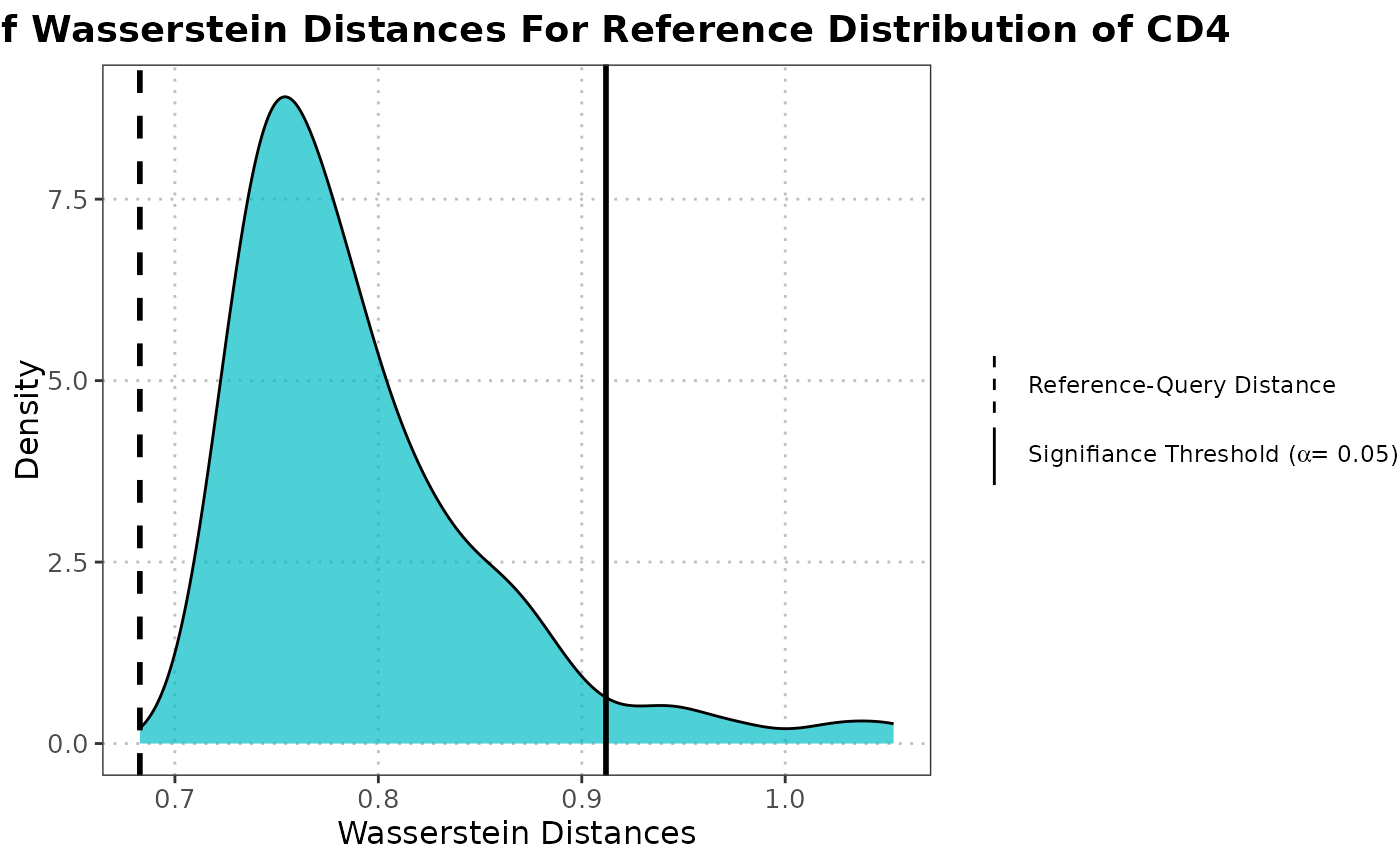 f Wasserstein Distances For Reference Distribution of CD4
7.5
5.0
2.5
0.0
Density
0.7 0.8 0.9 1.0
Wasserstein Distances
Reference-Query Distance
Signifiance Threshold (α= 0.05)